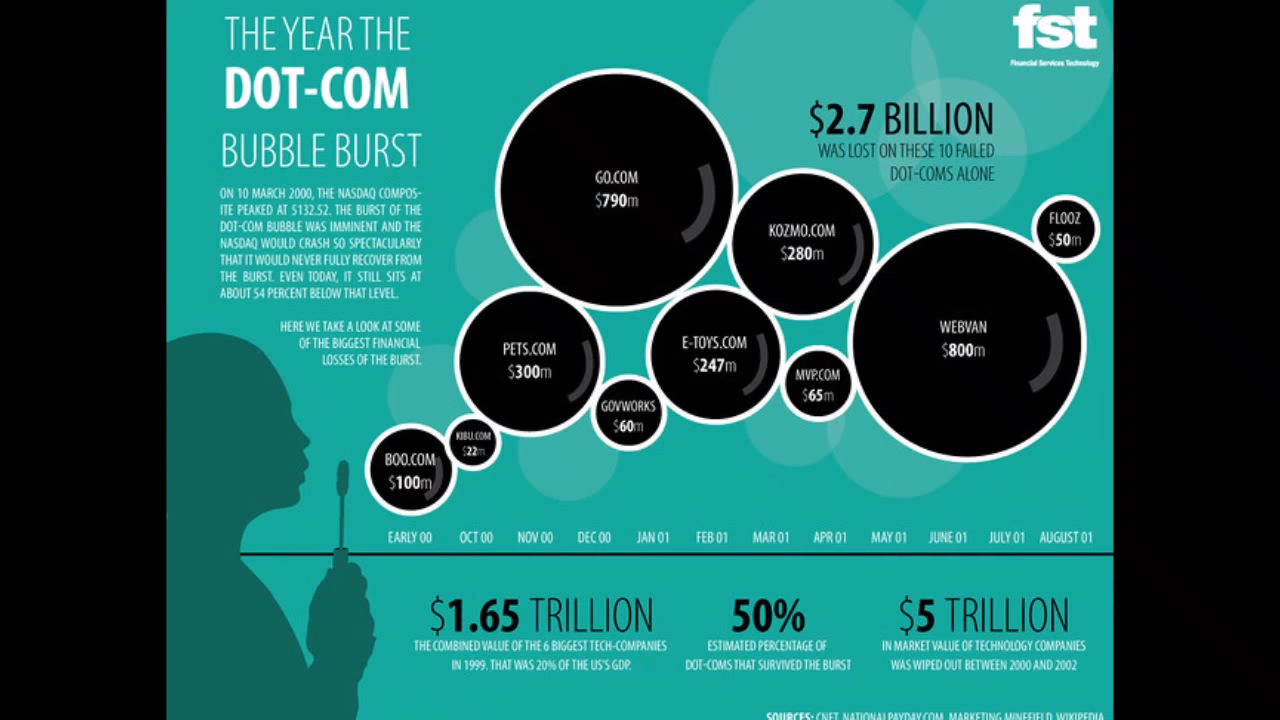 THE YEAR THE
DOT-COM
BUBBLE BURST
ON 10 MARCH 2000, THE NASDAQ COMPOS-
ITE PEAKED AT 5132.52. THE BURST OF THE
DOT-COM BUBBLE WAS IMMINENT AND THE
NASDAQ WOULD CRASH SO SPECTACULARLY
THAT IT WOULD NEVER FULLY RECOVER FROM
THE BURST. EVEN TODAY, IT STILL SITS AT
ABOUT 54 PERCENT BELOW THAT LEVEL.
HERE WE TAKE A LOOK AT SOME
OF THE BIGGEST FINANCIAL
LOSSES OF THE BURST.
fst
Financial Services Technology
$2.7 BILLION
WAS LOST ON THESE 10 FAILED
DOT-COMS ALONE
GO.COM
$790m
KOZMO.COM
$280m
FLOOZ
$50m
WEBVAN
$800m
PETS.COM
$300m
E-TOYS.COM
$247m
MVP.COM
$65m
GOVWORKS
$60m
KIBU.COM
$22m
BOO.COM
$100m
EARLY 00 OCT 00 NOV 00 DEC 00 JAN 01 FEB 01 MAR 01 APR 01 MAY 01 JUNE 01 JULY 01 AUGUST 01
$1.65 TRILLION
THE COMBINED VALUE OF THE 6 BIGGEST TECH-COMPANIES
IN 1999. THAT WAS 20% OF THE US'S GDP.
50%
ESTIMATED PERCENTAGE OF
DOT-COMS THAT SURVIVED THE BURST
$5 TRILLION
IN MARKET VALUE OF TECHNOLOGY COMPANIES
WAS WIPED OUT BETWEEN 2000 AND 2002
SOURCES: CNET, NATIONALPAYDAY.COM, MARKETING MINEFIELD, WIKIPEDIA